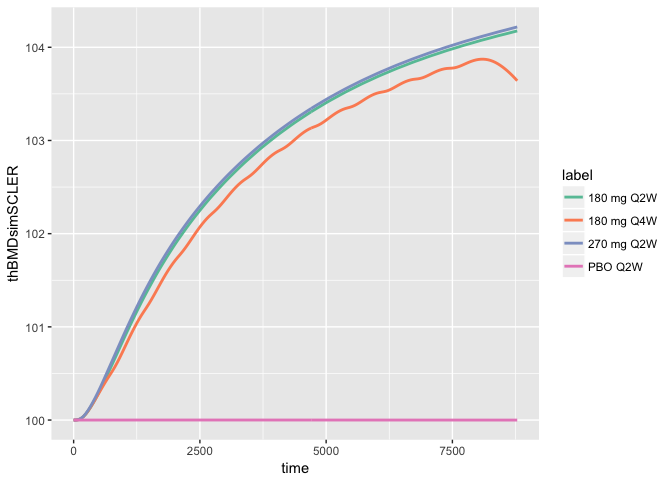 thBMDsimSCLER
104
103
102
101
100
0
2500
5000
7500
time
label
180 mg Q2W
180 mg Q4W
270 mg Q2W
PBO Q2W